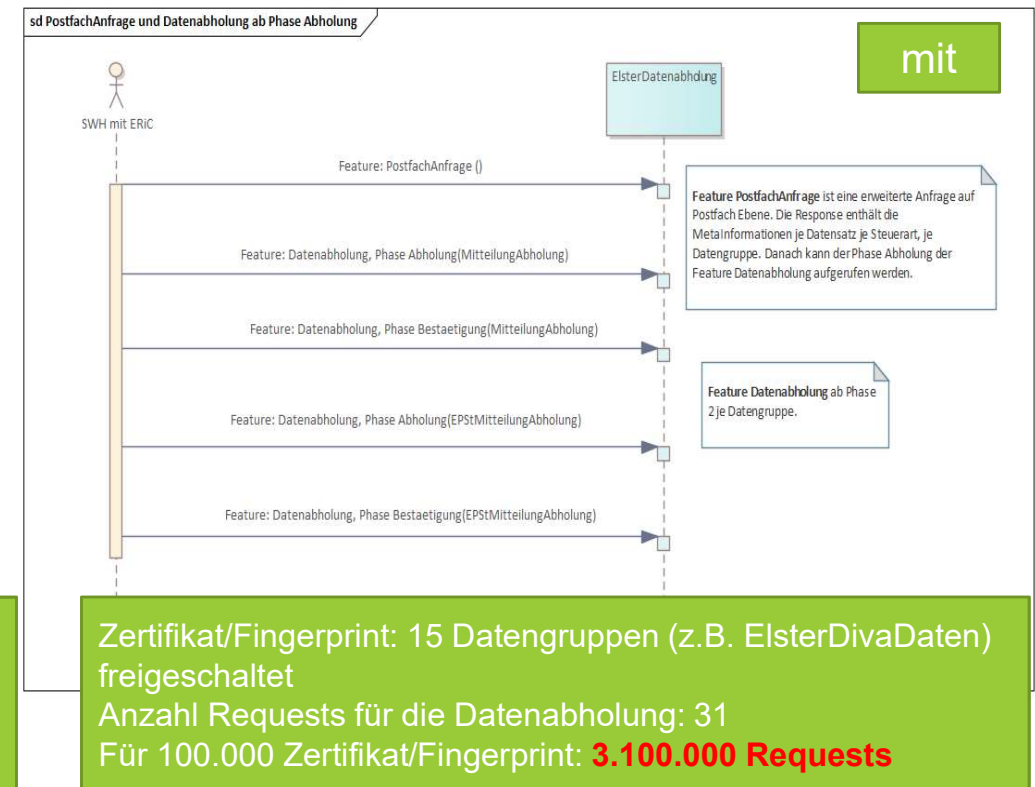 sd PostfachAnfrage und Datenabholung ab Phase Abholung
mit
SWH mit ERiC
ElsterDatenabholung
Feature: PostfachAnfrage ()
Feature PostfachAnfrage ist eine erweiterte Anfrage auf
Postfach Ebene. Die Response enthält die
MetaInformationen je Datensatz je Steuerart, je
Datengruppe. Danach kann der Phase Abholung der
Feature Datenabholung aufgerufen werden.
Feature: Datenabholung, Phase Abholung(MitteilungAbholung)
Feature: Datenabholung, Phase Bestaetigung(MitteilungAbholung)
Feature Datenabholung ab Phase
2 je Datengruppe.
Feature: Datenabholung, Phase Abholung(EPStMitteilungAbholung)
Feature: Datenabholung, Phase Bestaetigung(EPStMitteilungAbholung)
Zertifikat/Fingerprint: 15 Datengruppen (z.B. ElsterDivaDaten)
freigeschaltet
Anzahl Requests für die Datenabholung: 31
Für 100.000 Zertifikat/Fingerprint: 3.100.000 Requests